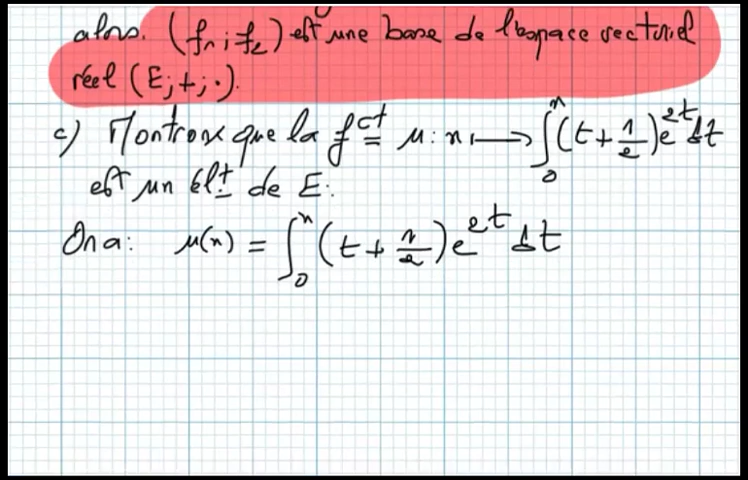 alors. (f₁ ; f₂) est une base de l'espace vectoriel
réel (E ; + ; ·).
c) Montrons que la f^ct u : x ⟼ ∫₀ˣ (t + 1/2) e^{2t} dt
est un élt de E :
On a : u(x) = ∫₀ˣ (t + 1/2) e^{2t} dt